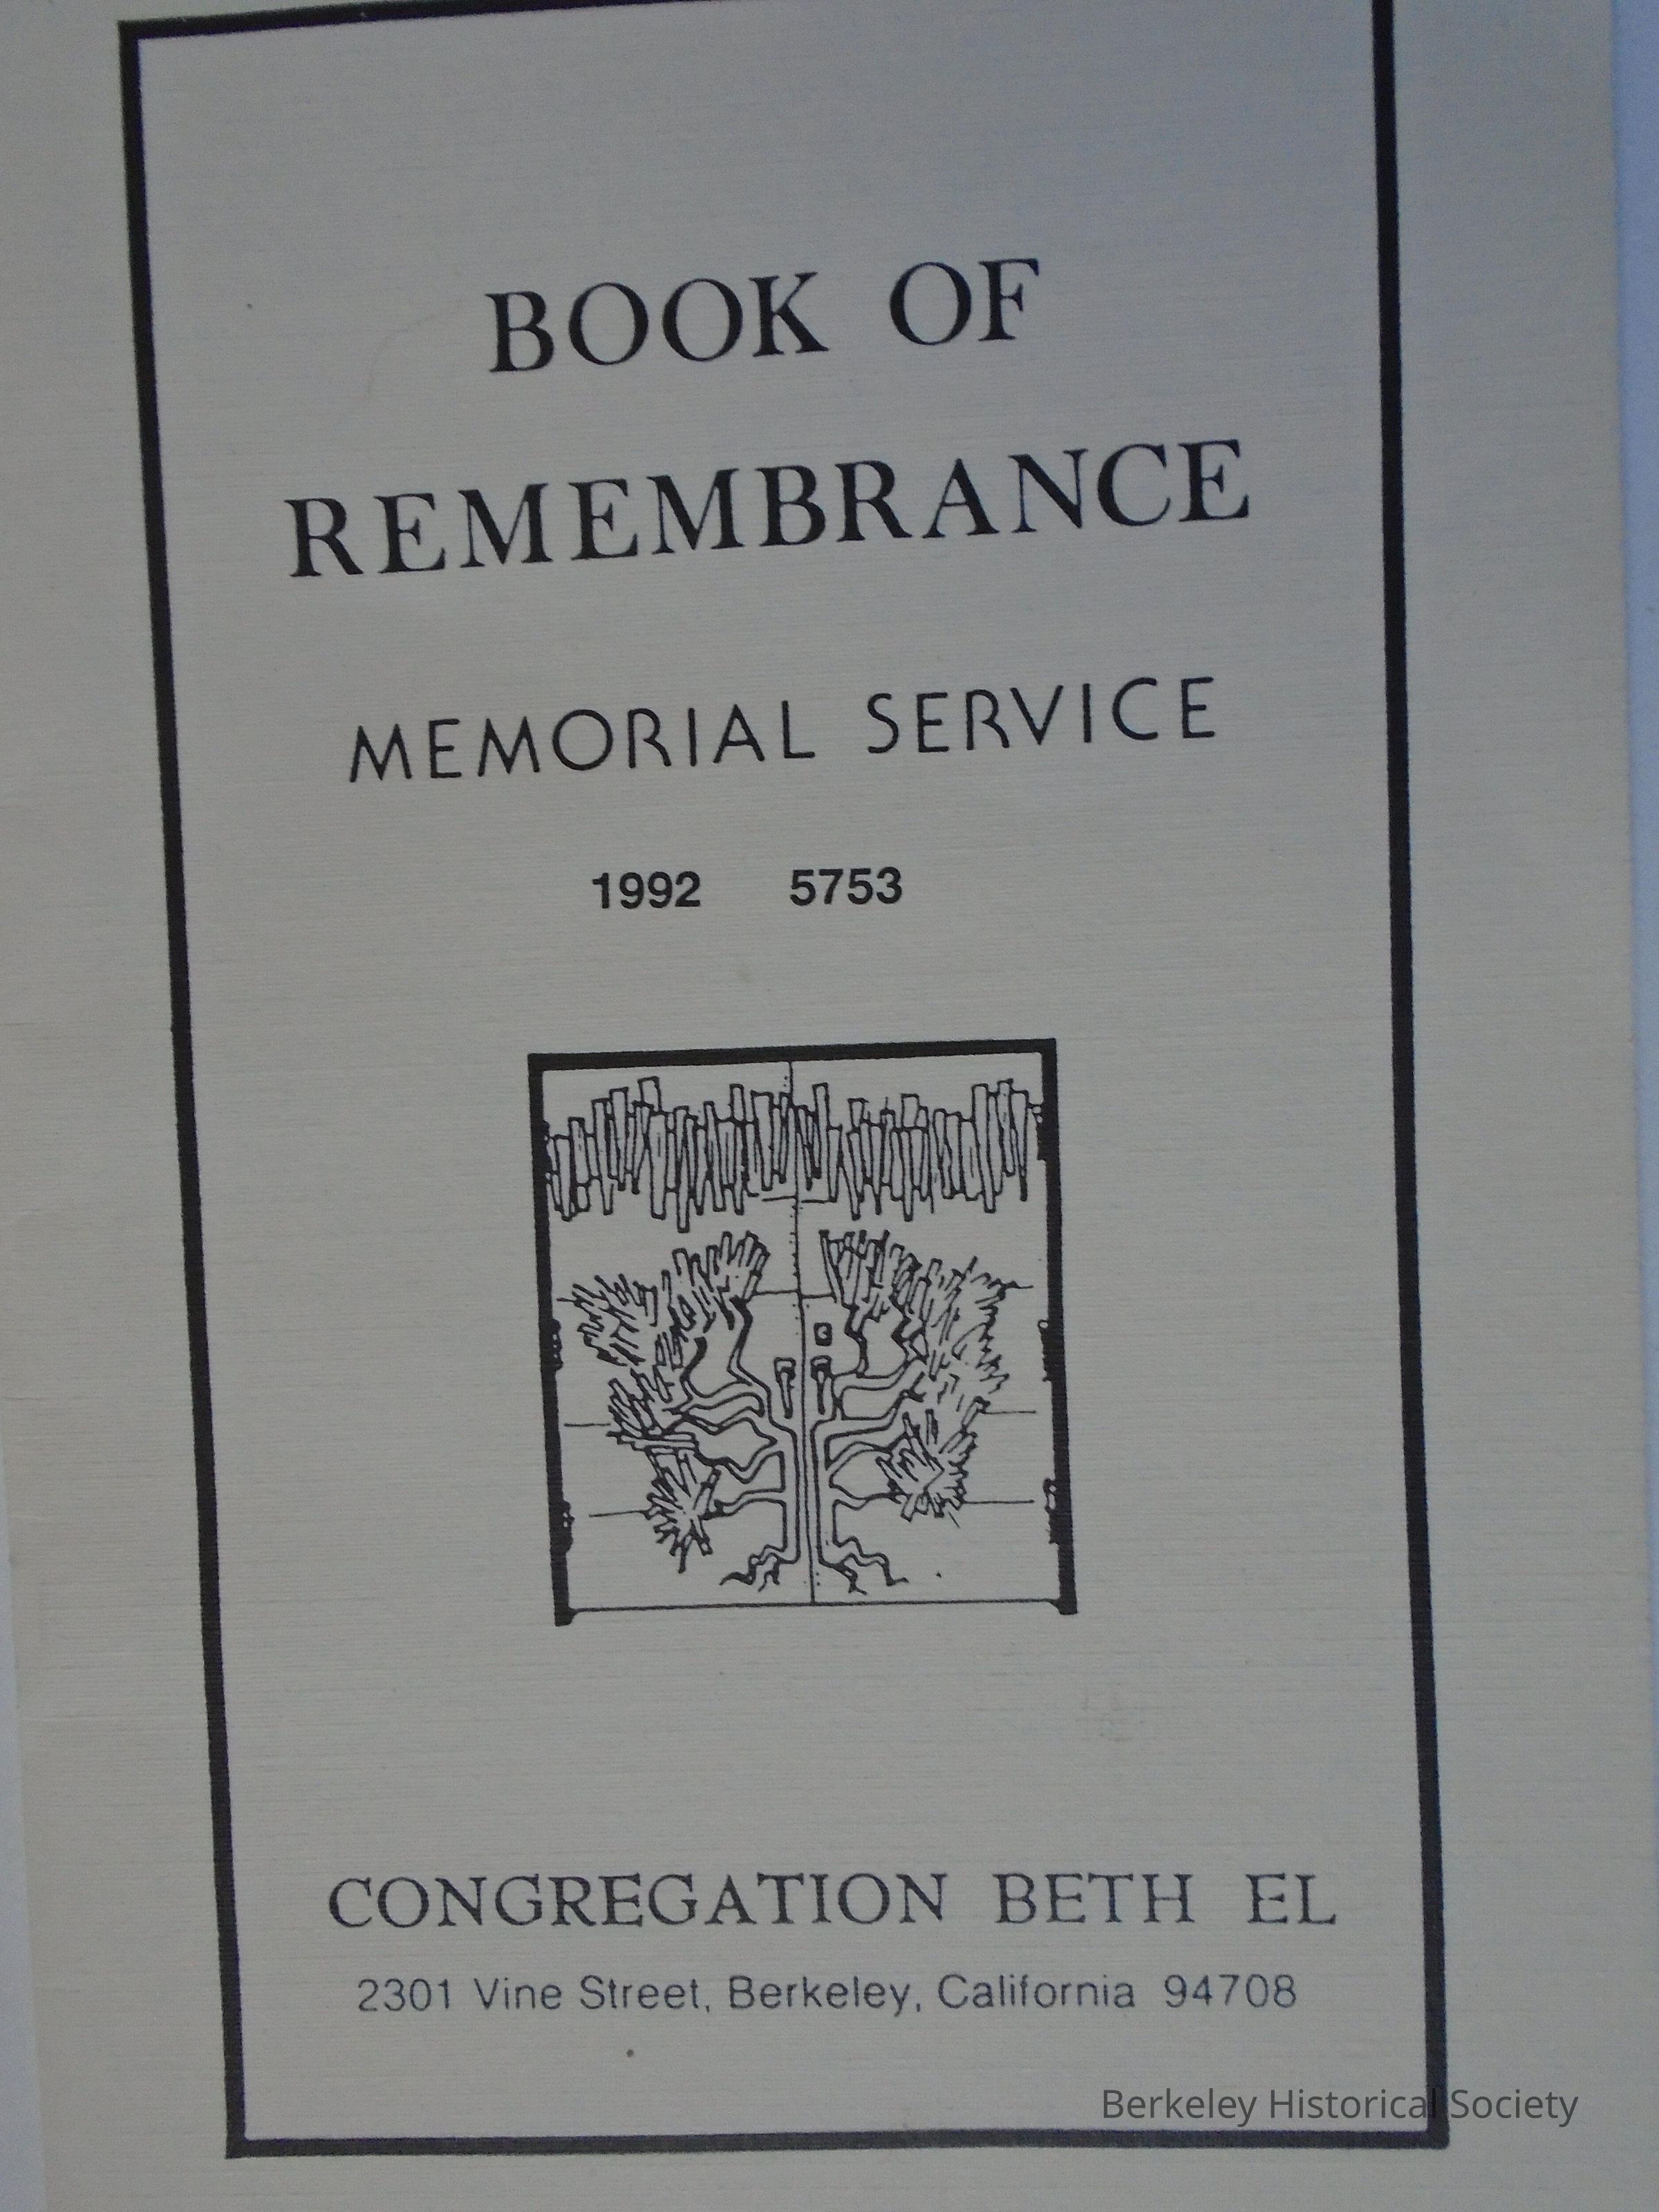 BOOK OF
REMEMBRANCE
MEMORIAL SERVICE
1992 5753
CONGREGATION BETH EL
2301 Vine Street, Berkeley, California 94708
Berkeley Historical Society